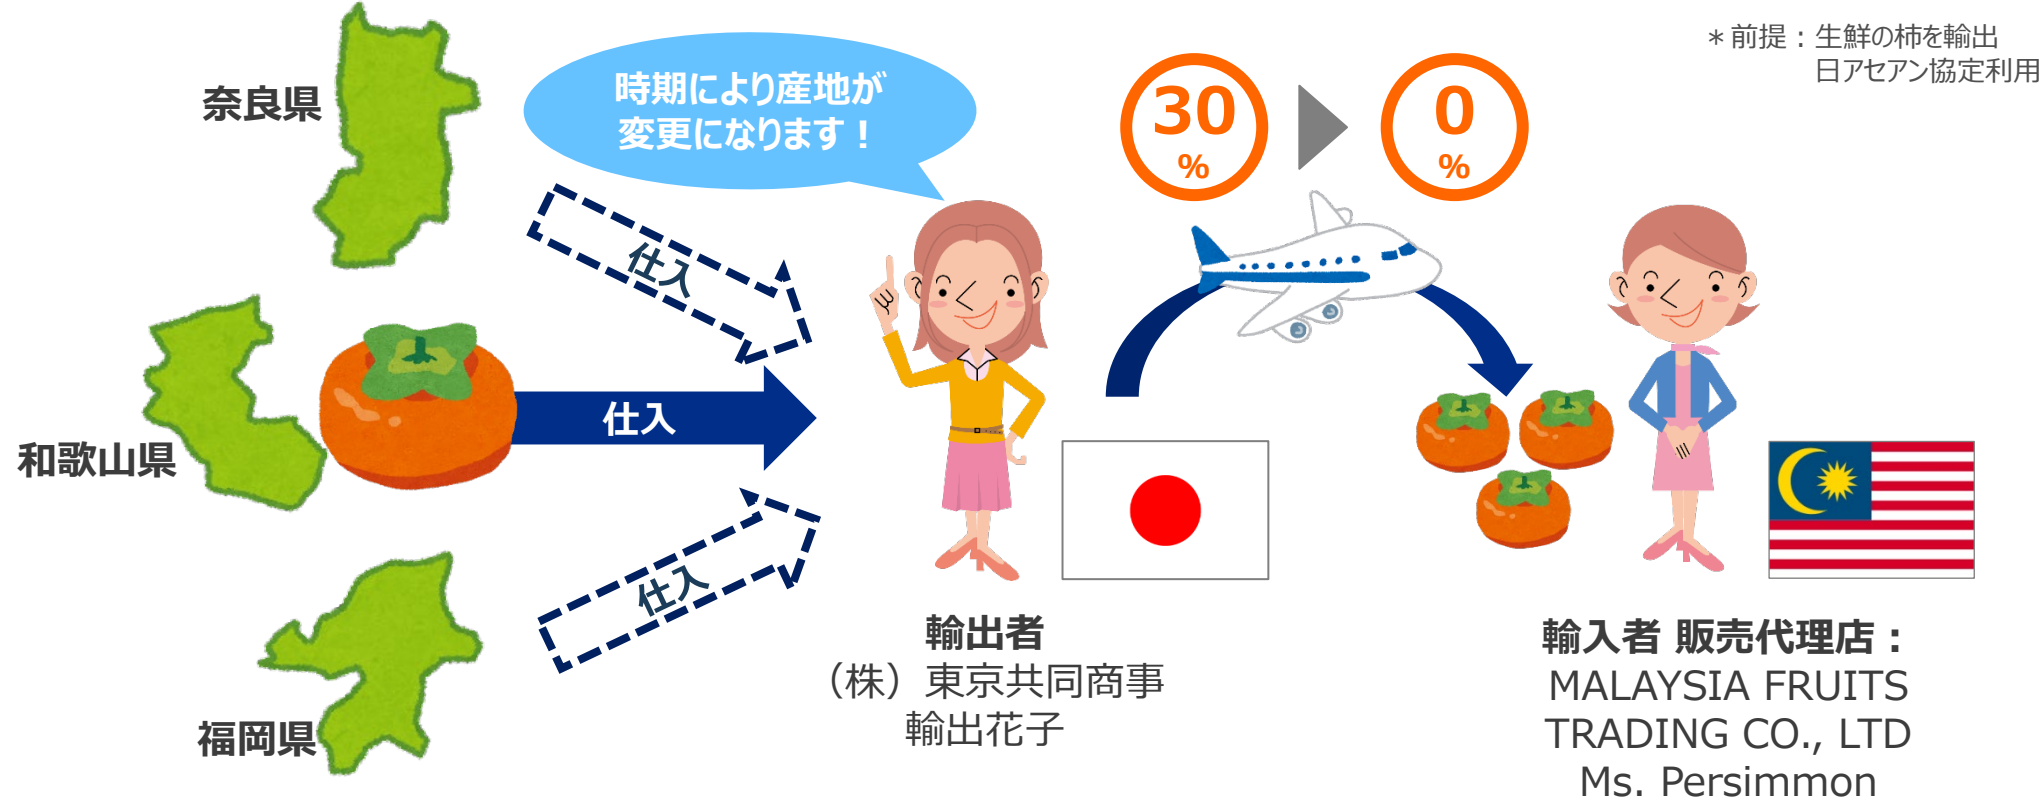 ＊前提：生鮮の柿を輸出
日アセアン協定利用
奈良県
時期により産地が
変更になります！
30
%
0
%
仕入
和歌山県
仕入
仕入
福岡県
輸出者
（株）東京共同商事
輸出花子
輸入者 販売代理店：
MALAYSIA FRUITS
TRADING CO., LTD
Ms. Persimmon